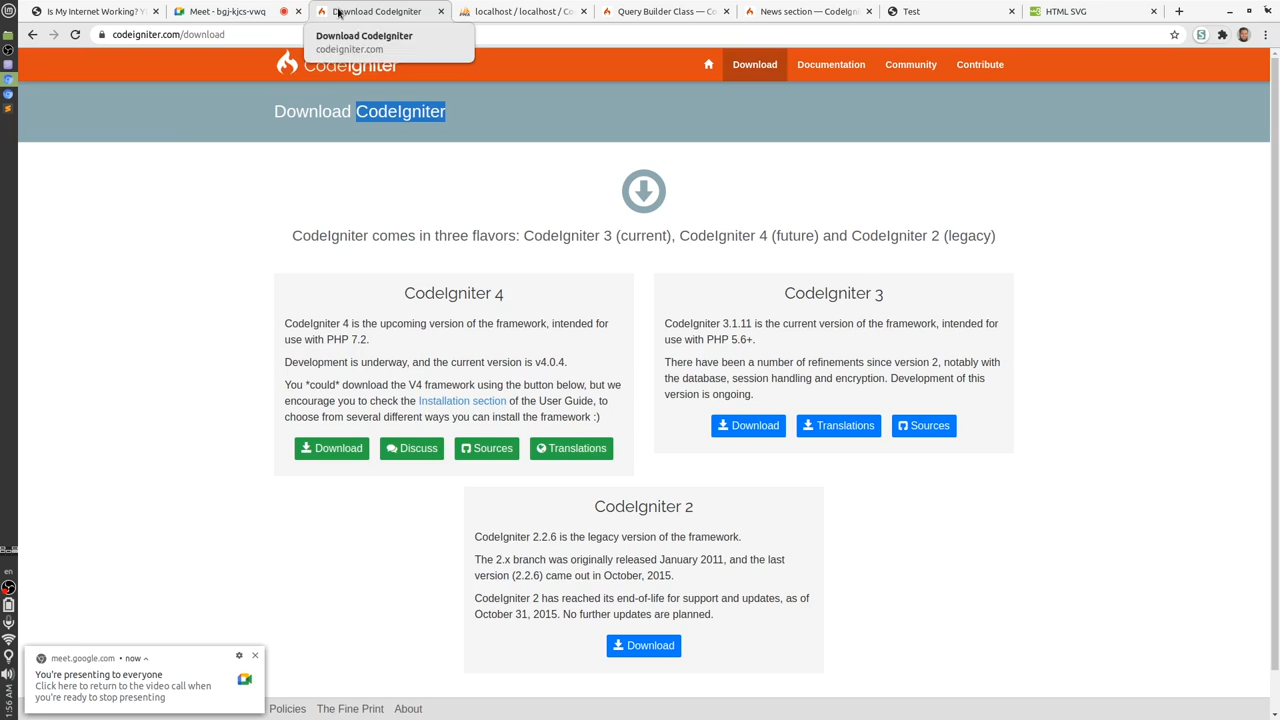 Is My Internet Working? Y
Meet - bgj-kjcs-vwq
Download CodeIgniter
localhost / localhost / Co
Query Builder Class — Co
News section — CodeIgni
Test
HTML SVG
codeigniter.com/download
Download CodeIgniter
codeigniter.com
CodeIgniter
Download
Documentation
Community
Contribute
Download CodeIgniter
CodeIgniter comes in three flavors: CodeIgniter 3 (current), CodeIgniter 4 (future) and CodeIgniter 2 (legacy)
CodeIgniter 4
CodeIgniter 4 is the upcoming version of the framework, intended for
use with PHP 7.2.
Development is underway, and the current version is v4.0.4.
You *could* download the V4 framework using the button below, but we
encourage you to check the Installation section of the User Guide, to
choose from several different ways you can install the framework :)
Download
Discuss
Sources
Translations
CodeIgniter 3
CodeIgniter 3.1.11 is the current version of the framework, intended for
use with PHP 5.6+.
There have been a number of refinements since version 2, notably with
the database, session handling and encryption. Development of this
version is ongoing.
Download
Translations
Sources
CodeIgniter 2
CodeIgniter 2.2.6 is the legacy version of the framework.
The 2.x branch was originally released January 2011, and the last
version (2.2.6) came out in October, 2015.
CodeIgniter 2 has reached its end-of-life for support and updates, as of
October 31, 2015. No further updates are planned.
Download
en
1:56 AM
meet.google.com • now
You're presenting to everyone
Click here to return to the video call when
you're ready to stop presenting
Policies
The Fine Print
About